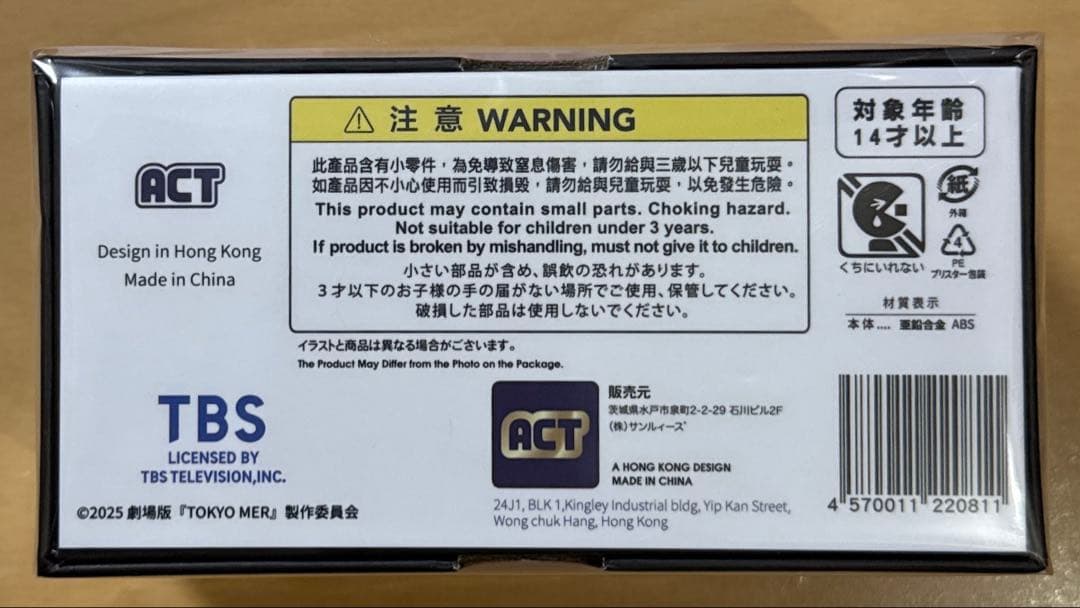 ACT
Design in Hong Kong
Made in China
TBS
LICENSED BY
TBS TELEVISION,INC.
©2025 劇場版『TOKYO MER』製作委員会
⚠ 注 意 WARNING
此產品含有小零件，為免導致窒息傷害，請勿給與三歲以下兒童玩耍。
如產品因不小心使用而引致損毀，請勿給與兒童玩耍，以免發生危險。
This product may contain small parts. Choking hazard.
Not suitable for children under 3 years.
If product is broken by mishandling, must not give it to children.
小さい部品が含め、誤飲の恐れがあります。
3才以下のお子様の手の届がない場所でご使用、保管してください。
破損した部品は使用しないでください。
イラストと商品は異なる場合がございます。
The Product May Differ from the Photo on the Package.
ACT
販売元
茨城県水戸市泉町2-2-29 石川ビル2F
（株）サンルィーズ
A HONG KONG DESIGN
MADE IN CHINA
24J1, BLK 1,Kingley Industrial bldg, Yip Kan Street,
Wong chuk Hang, Hong Kong
対象年齢
14才以上
くちにいれない
紙
外箱
4
PE
ブリスター包装
材質表示
本体.... 亜鉛合金 ABS
4 570011 220811